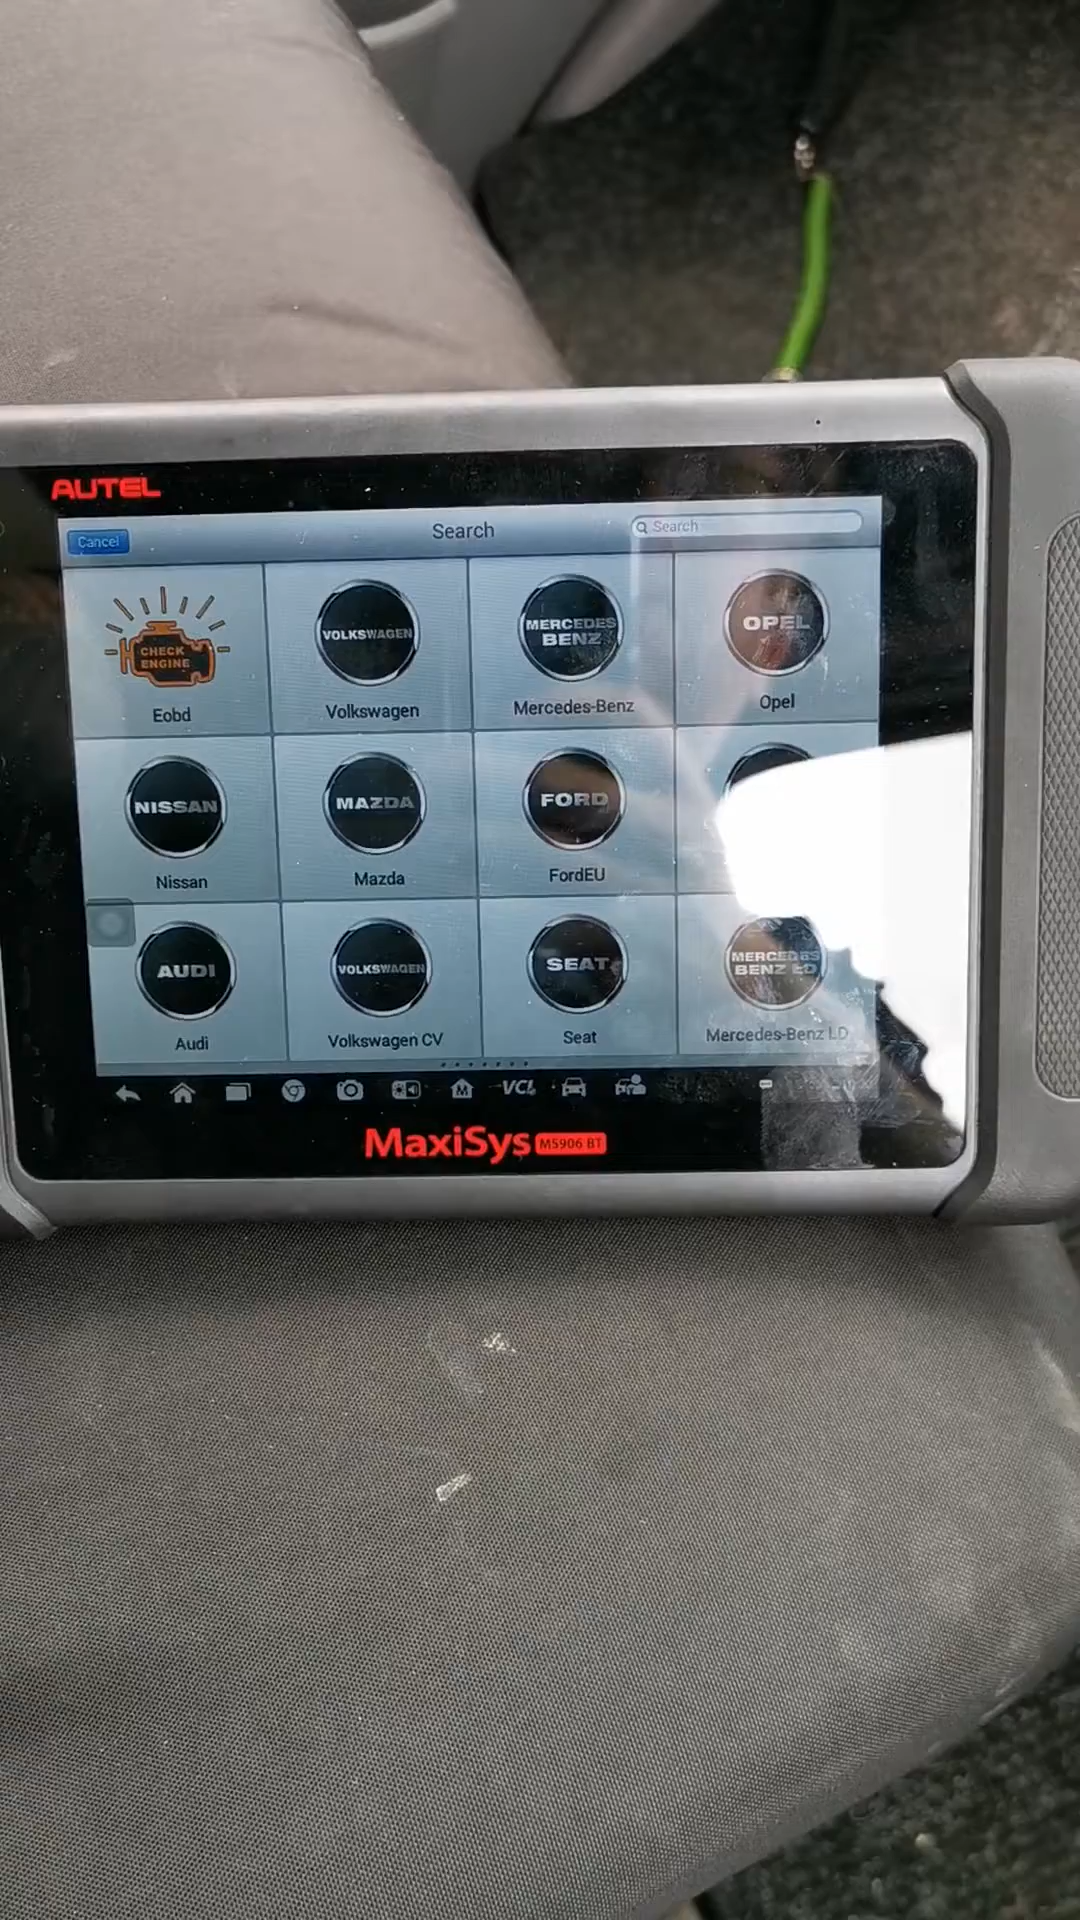 AUTEL
Cancel
Search
Search
CHECK
ENGINE
VOLKSWAGEN
MERCEDES
BENZ
OPEL
Eobd
Volkswagen
Mercedes-Benz
Opel
NISSAN
MAZDA
FORD
Nissan
Mazda
FordEU
AUDI
VOLKSWAGEN
SEAT
MERCEDES
BENZ LD
Audi
Volkswagen CV
Seat
Mercedes-Benz LD
M
VCI
MaxiSys MS906 BT